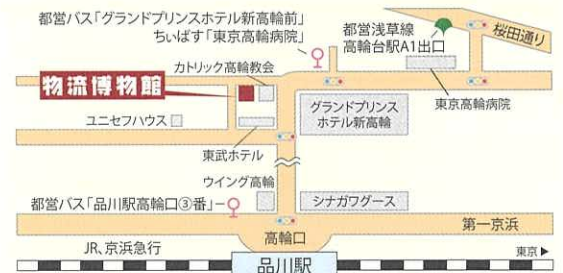 都営バス「グランドプリンスホテル新高輪前」
ちぃばす「東京高輪病院」
都営浅草線
高輪台駅A1出口
桜田通り
カトリック高輪教会
物流博物館
東京高輪病院
グランドプリンス
ホテル新高輪
ユニセフハウス
東武ホテル
ウイング高輪
都営バス「品川駅高輪口③番」
シナガワグース
第一京浜
高輪口
JR、京浜急行
東京▶
品川駅